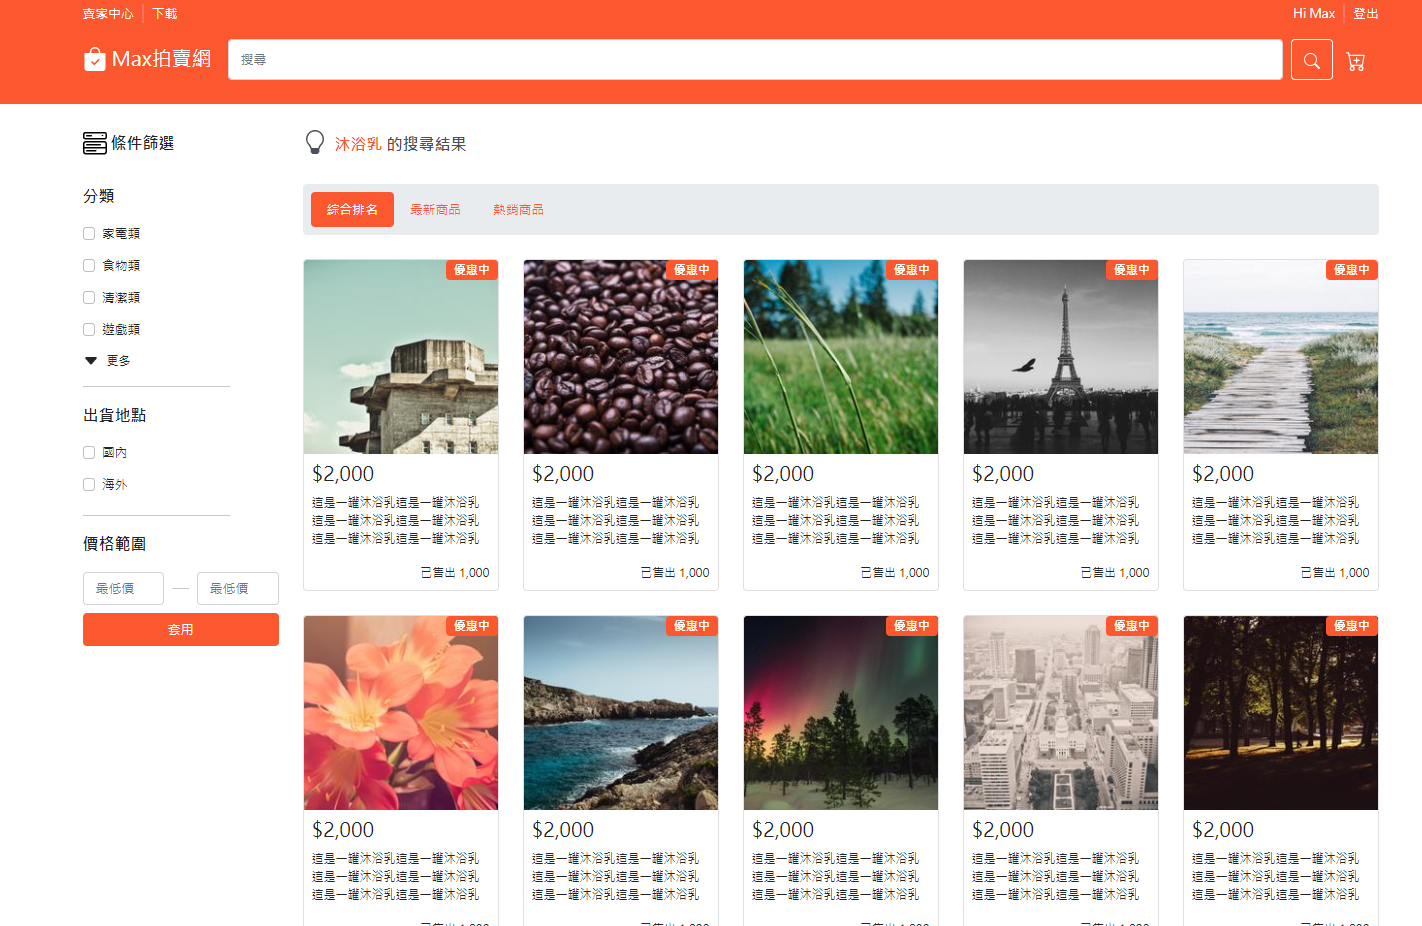 賣家中心 下載 Hi Max 登出
Max拍賣網 搜尋
條件篩選
分類
家電類
食物類
清潔類
遊戲類
更多
出貨地點
國內
海外
價格範圍
最低價 — 最低價
套用
沐浴乳 的搜尋結果
綜合排名 最新商品 熱銷商品
優惠中 優惠中 優惠中 優惠中 優惠中
$2,000 $2,000 $2,000 $2,000 $2,000
這是一罐沐浴乳這是一罐沐浴乳 這是一罐沐浴乳這是一罐沐浴乳 這是一罐沐浴乳這是一罐沐浴乳 這是一罐沐浴乳這是一罐沐浴乳 這是一罐沐浴乳這是一罐沐浴乳
這是一罐沐浴乳這是一罐沐浴乳 這是一罐沐浴乳這是一罐沐浴乳 這是一罐沐浴乳這是一罐沐浴乳 這是一罐沐浴乳這是一罐沐浴乳 這是一罐沐浴乳這是一罐沐浴乳
這是一罐沐浴乳這是一罐沐浴乳 這是一罐沐浴乳這是一罐沐浴乳 這是一罐沐浴乳這是一罐沐浴乳 這是一罐沐浴乳這是一罐沐浴乳 這是一罐沐浴乳這是一罐沐浴乳
已售出 1,000 已售出 1,000 已售出 1,000 已售出 1,000 已售出 1,000
優惠中 優惠中 優惠中 優惠中 優惠中
$2,000 $2,000 $2,000 $2,000 $2,000
這是一罐沐浴乳這是一罐沐浴乳 這是一罐沐浴乳這是一罐沐浴乳 這是一罐沐浴乳這是一罐沐浴乳 這是一罐沐浴乳這是一罐沐浴乳 這是一罐沐浴乳這是一罐沐浴乳
這是一罐沐浴乳這是一罐沐浴乳 這是一罐沐浴乳這是一罐沐浴乳 這是一罐沐浴乳這是一罐沐浴乳 這是一罐沐浴乳這是一罐沐浴乳 這是一罐沐浴乳這是一罐沐浴乳
這是一罐沐浴乳這是一罐沐浴乳 這是一罐沐浴乳這是一罐沐浴乳 這是一罐沐浴乳這是一罐沐浴乳 這是一罐沐浴乳這是一罐沐浴乳 這是一罐沐浴乳這是一罐沐浴乳